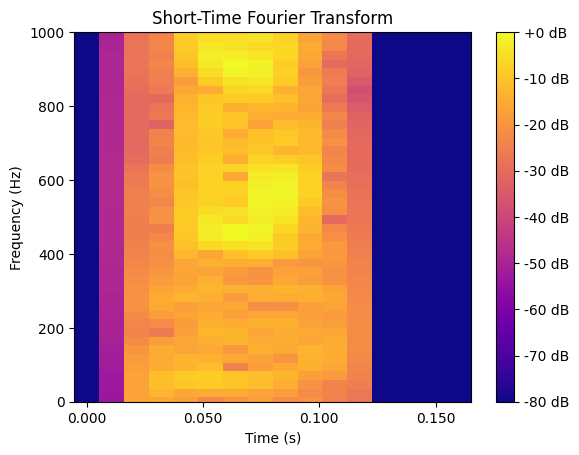 Short-Time Fourier Transform
Frequency (Hz)
1000
800
600
400
200
0
0.000
0.050
0.100
0.150
Time (s)
+0 dB
-10 dB
-20 dB
-30 dB
-40 dB
-50 dB
-60 dB
-70 dB
-80 dB